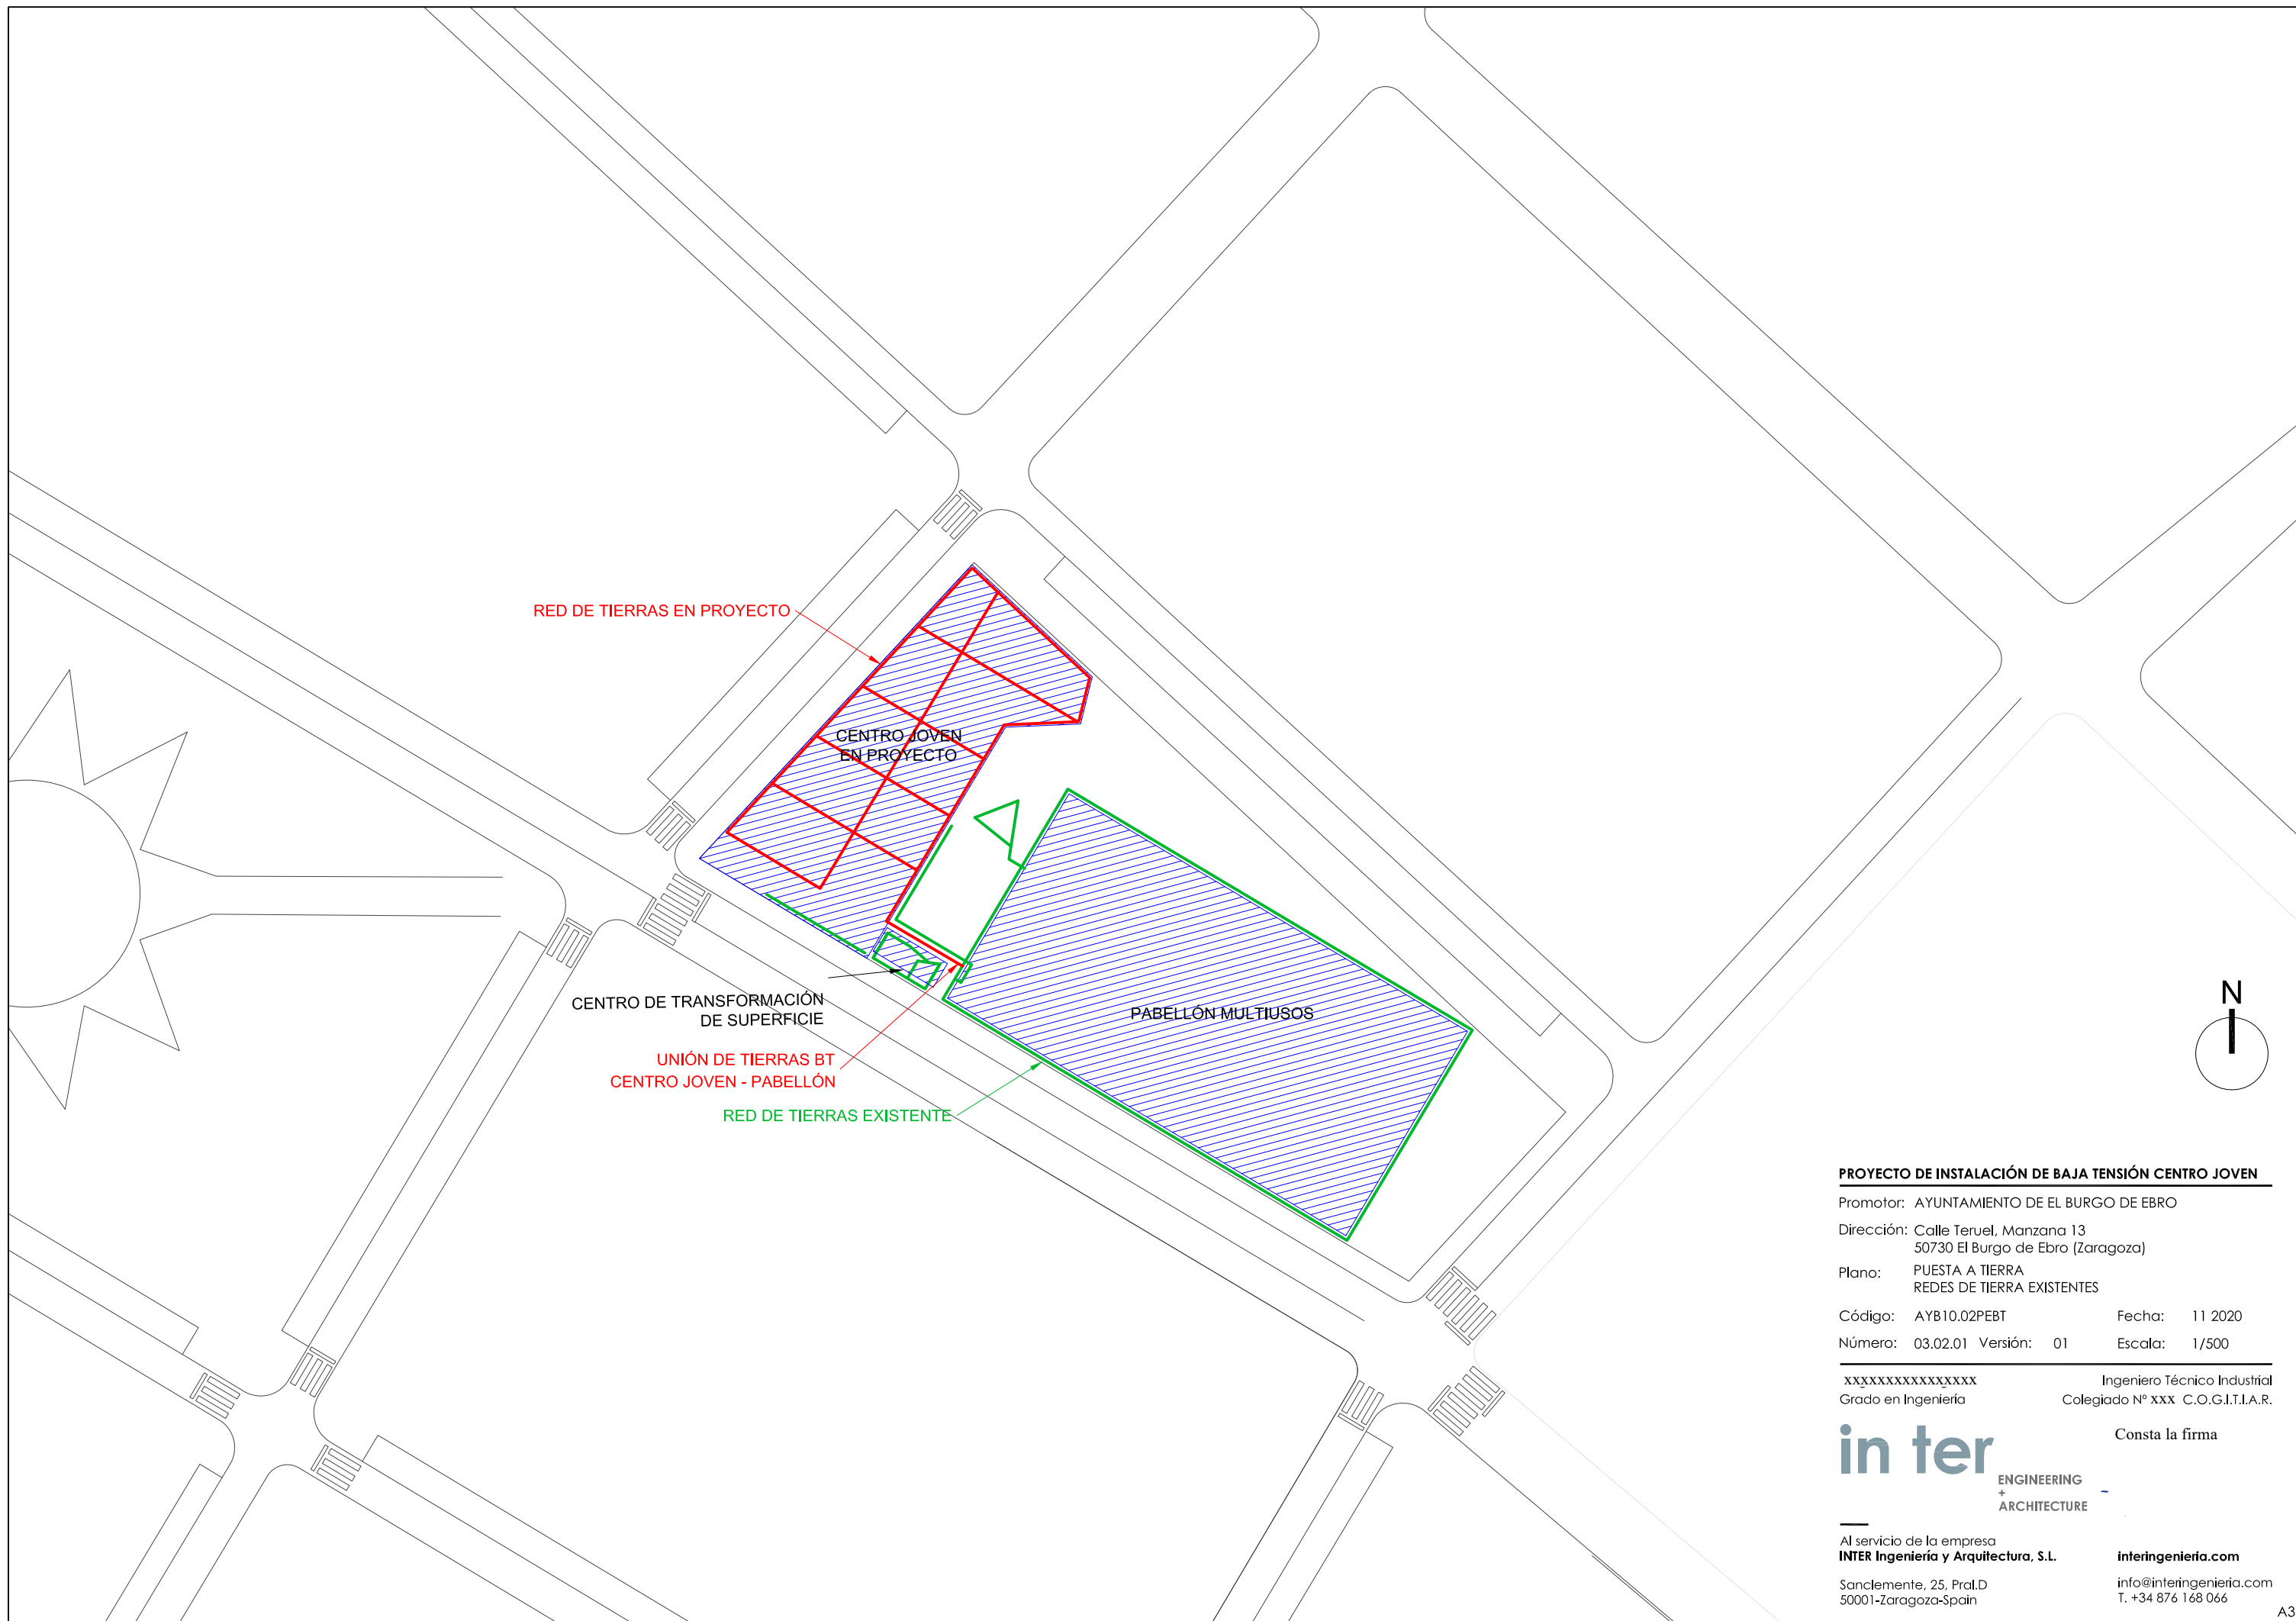 RED DE TIERRAS EN PROYECTO
CENTRO JOVEN
EN PROYECTO
CENTRO DE TRANSFORMACIÓN
DE SUPERFICIE
PABELLÓN MULTIUSOS
UNIÓN DE TIERRAS BT
CENTRO JOVEN - PABELLÓN
RED DE TIERRAS EXISTENTE
N
PROYECTO DE INSTALACIÓN DE BAJA TENSIÓN CENTRO JOVEN
Promotor: AYUNTAMIENTO DE EL BURGO DE EBRO
Dirección: Calle Teruel, Manzana 13
50730 El Burgo de Ebro (Zaragoza)
Plano: PUESTA A TIERRA
REDES DE TIERRA EXISTENTES
Código: AYB10.02PEBT Fecha: 11 2020
Número: 03.02.01 Versión: 01 Escala: 1/500
xxxxxxxxxxxxxxxx Ingeniero Técnico Industrial
Grado en Ingeniería Colegiado Nº xxx C.O.G.I.T.I.A.R.
Consta la firma
in ter
ENGINEERING
+
ARCHITECTURE
Al servicio de la empresa
INTER Ingeniería y Arquitectura, S.L. interingenieria.com
Sanclemente, 25, Pral.D info@interingenieria.com
50001-Zaragoza-Spain T. +34 876 168 066
A3